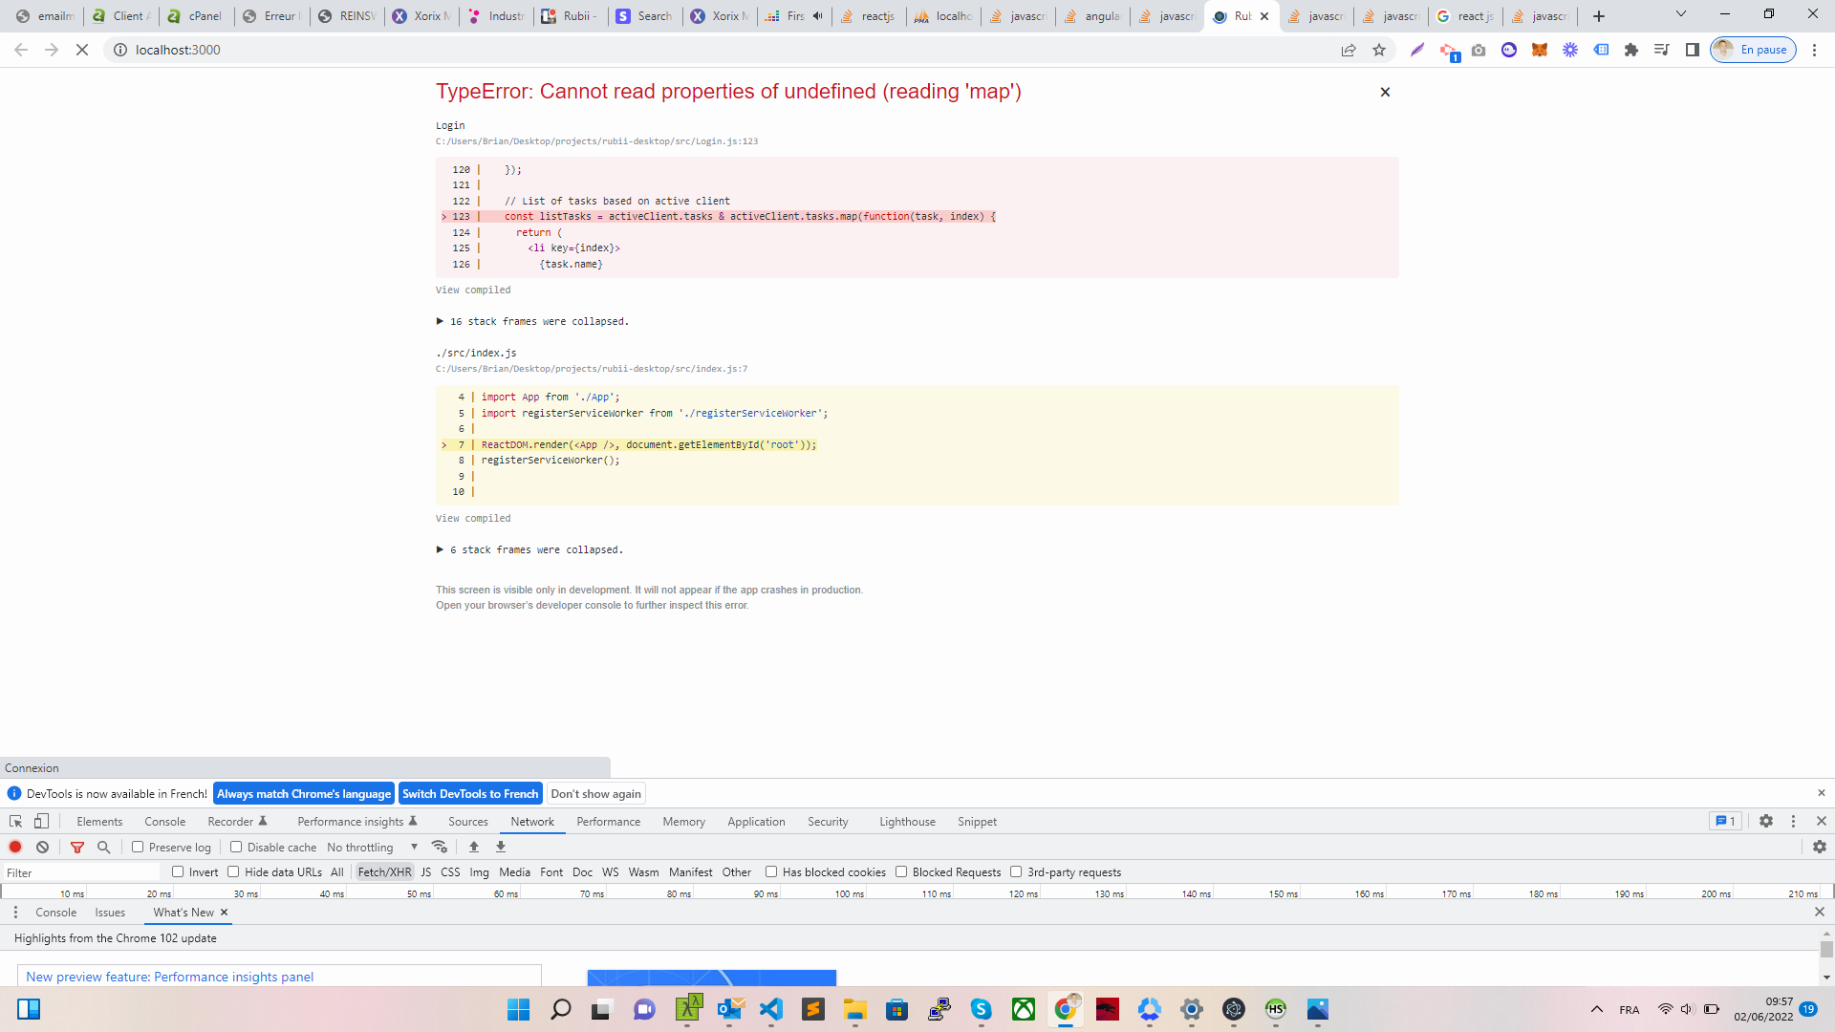 emailm
Client A
cPanel
Erreur I
REINSV
Xorix M
Industr
Rubii -
Search
Xorix M
Firs
reactjs
localho
javascri
angular
javascri
Rub
javascri
javascri
react js
javascri
localhost:3000
1
En pause
TypeError: Cannot read properties of undefined (reading 'map')
Login
C:/Users/Brian/Desktop/projects/rubii-desktop/src/Login.js:123
120 | });
121 |
122 | // List of tasks based on active client
> 123 | const listTasks = activeClient.tasks & activeClient.tasks.map(function(task, index) {
124 | return (
125 | <li key={index}>
126 | {task.name}
View compiled
▶ 16 stack frames were collapsed.
./src/index.js
C:/Users/Brian/Desktop/projects/rubii-desktop/src/index.js:7
4 | import App from './App';
5 | import registerServiceWorker from './registerServiceWorker';
6 |
> 7 | ReactDOM.render(<App />, document.getElementById('root'));
8 | registerServiceWorker();
9 |
10 |
View compiled
▶ 6 stack frames were collapsed.
This screen is visible only in development. It will not appear if the app crashes in production.
Open your browser's developer console to further inspect this error.
Connexion
DevTools is now available in French! Always match Chrome's language Switch DevTools to French Don't show again
Elements Console Recorder Performance insights Sources Network Performance Memory Application Security Lighthouse Snippet 1
Preserve log Disable cache No throttling
Filter Invert Hide data URLs All Fetch/XHR JS CSS Img Media Font Doc WS Wasm Manifest Other Has blocked cookies Blocked Requests 3rd-party requests
10 ms 20 ms 30 ms 40 ms 50 ms 60 ms 70 ms 80 ms 90 ms 100 ms 110 ms 120 ms 130 ms 140 ms 150 ms 160 ms 170 ms 180 ms 190 ms 200 ms 210 ms
Console Issues What's New
Highlights from the Chrome 102 update
New preview feature: Performance insights panel
FRA
09:57
02/06/2022
19